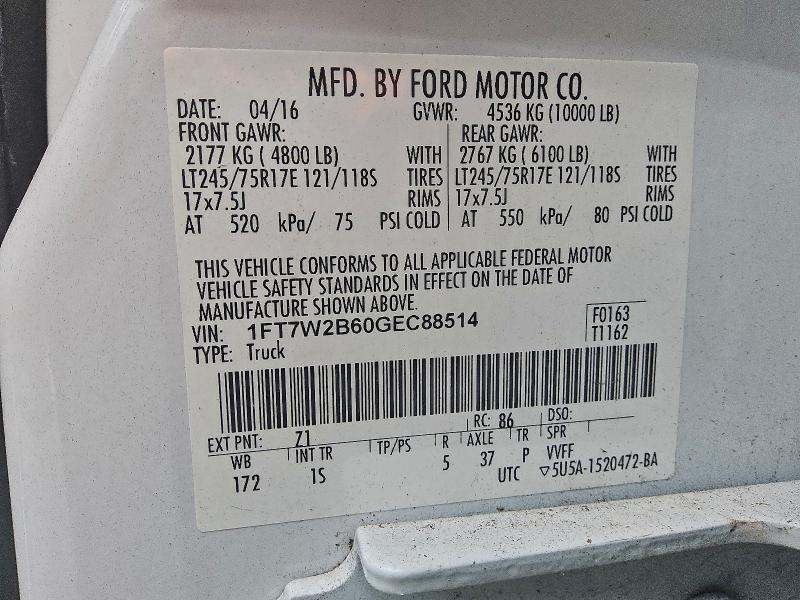 MFD. BY FORD MOTOR CO.
DATE: 04/16 GVWR: 4536 KG (10000 LB)
FRONT GAWR: REAR GAWR:
2177 KG ( 4800 LB) WITH 2767 KG ( 6100 LB) WITH
LT245/75R17E 121/118S TIRES LT245/75R17E 121/118S TIRES
17x7.5J RIMS 17x7.5J RIMS
AT 520 kPa/ 75 PSI COLD AT 550 kPa/ 80 PSI COLD
THIS VEHICLE CONFORMS TO ALL APPLICABLE FEDERAL MOTOR
VEHICLE SAFETY STANDARDS IN EFFECT ON THE DATE OF
MANUFACTURE SHOWN ABOVE.
VIN: 1FT7W2B60GEC88514 F0163
TYPE: Truck T1162
EXT PNT: Z1 RC: 86 DSO:
WB INT TR TP/PS R AXLE TR SPR
172 1S 5 37 P VVFF
UTC ▽5U5A-1520472-BA